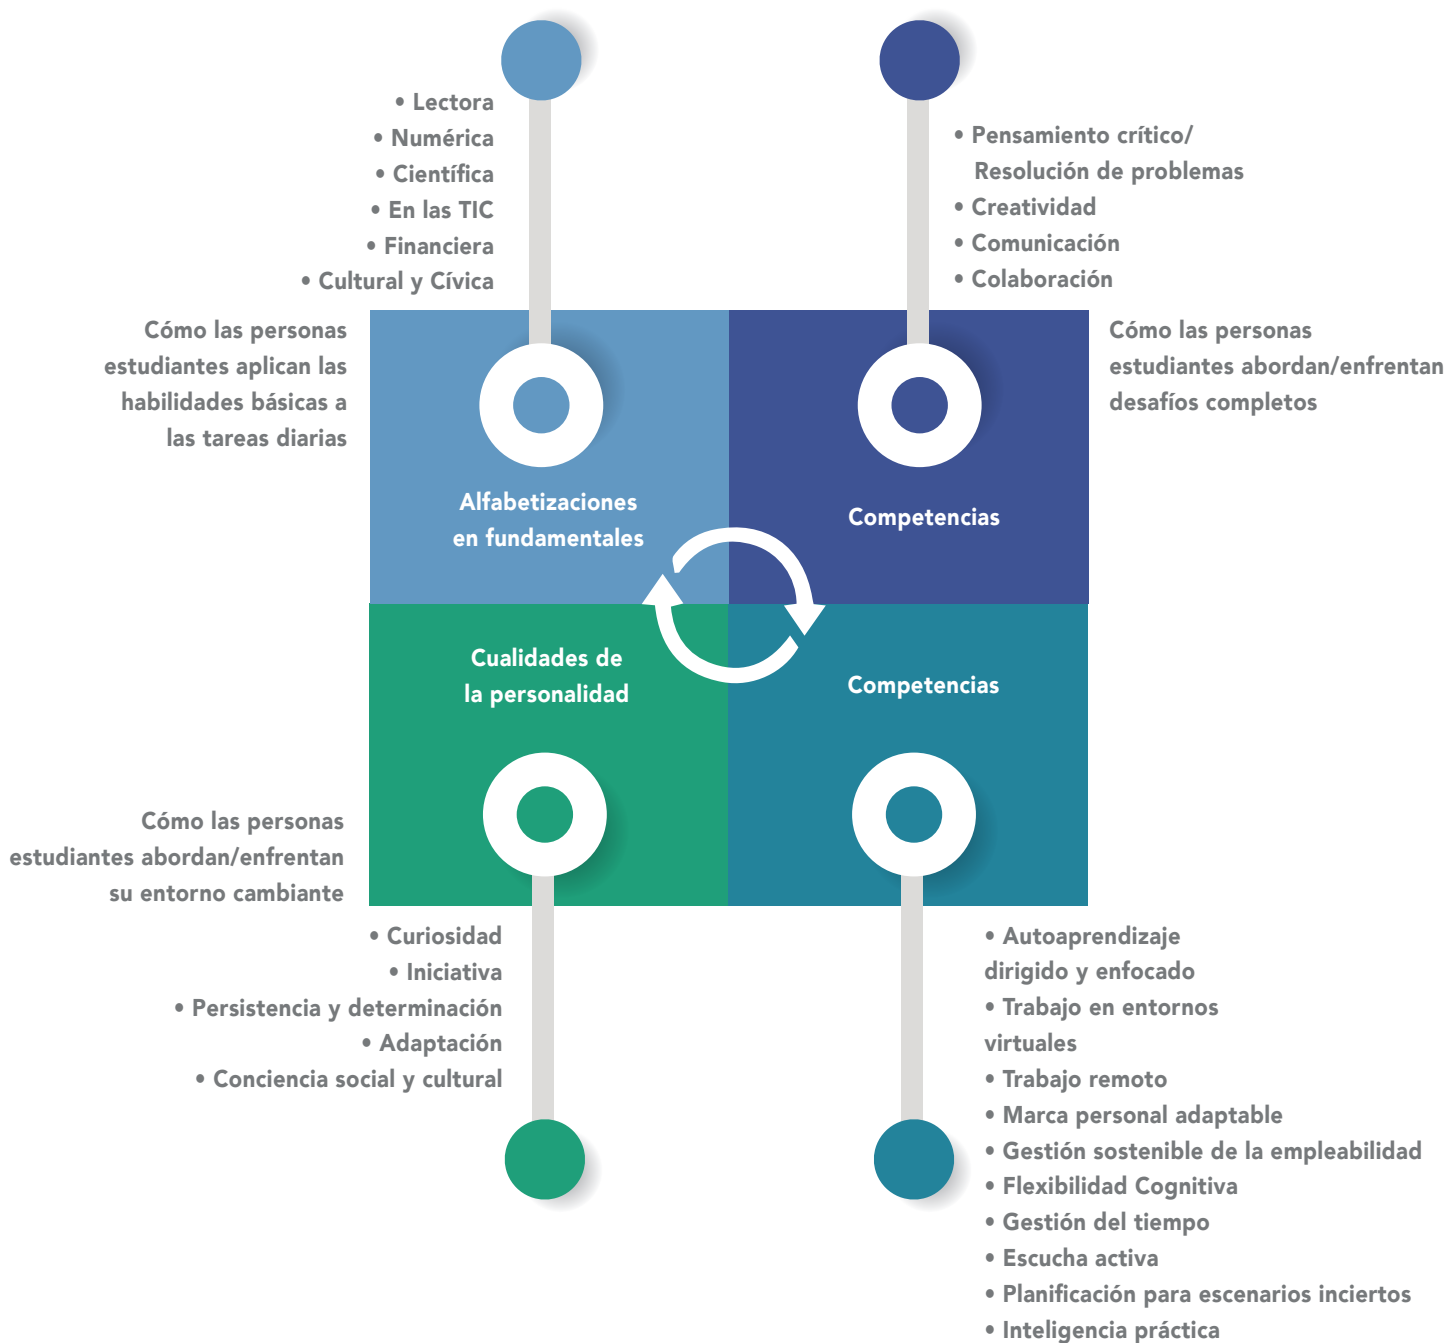 • Lectora
• Numérica
• Científica
• En las TIC
• Financiera
• Cultural y Cívica
Cómo las personas
estudiantes aplican las
habilidades básicas a
las tareas diarias
• Pensamiento crítico/
Resolución de problemas
• Creatividad
• Comunicación
• Colaboración
Cómo las personas
estudiantes abordan/enfrentan
desafíos completos
Alfabetizaciones
en fundamentales
Competencias
Cualidades de
la personalidad
Competencias
Cómo las personas
estudiantes abordan/enfrentan
su entorno cambiante
• Curiosidad
• Iniciativa
• Persistencia y determinación
• Adaptación
• Conciencia social y cultural
• Autoaprendizaje
dirigido y enfocado
• Trabajo en entornos
virtuales
• Trabajo remoto
• Marca personal adaptable
• Gestión sostenible de la empleabilidad
• Flexibilidad Cognitiva
• Gestión del tiempo
• Escucha activa
• Planificación para escenarios inciertos
• Inteligencia práctica